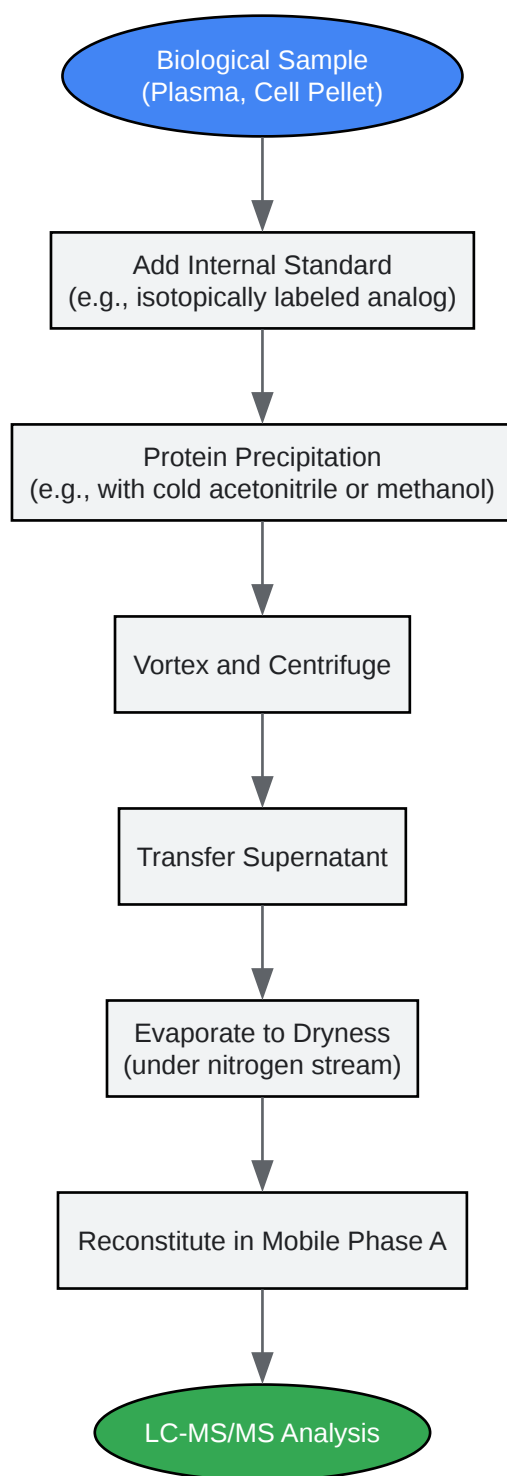 Biological Sample
(Plasma, Cell Pellet)
Add Internal Standard
(e.g., isotopically labeled analog)
Protein Precipitation
(e.g., with cold acetonitrile or methanol)
Vortex and Centrifuge
Transfer Supernatant
Evaporate to Dryness
(under nitrogen stream)
Reconstitute in Mobile Phase A
LC-MS/MS Analysis